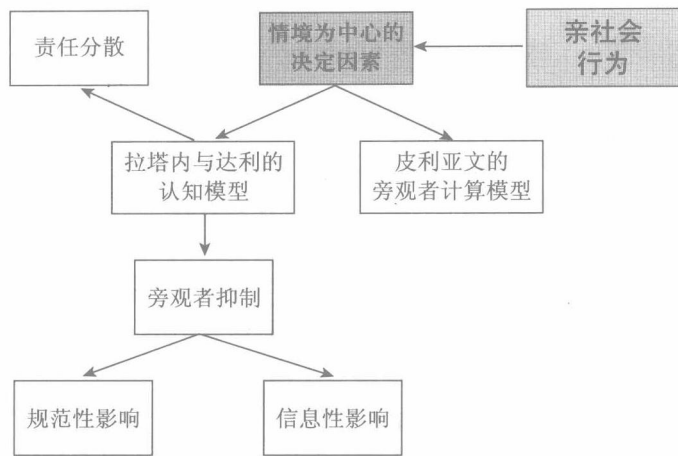 责任分散
情境为中心的
决定因素
亲社会
行为
拉塔内与达利的
认知模型
皮利亚文的
旁观者计算模型
旁观者抑制
规范性影响
信息性影响